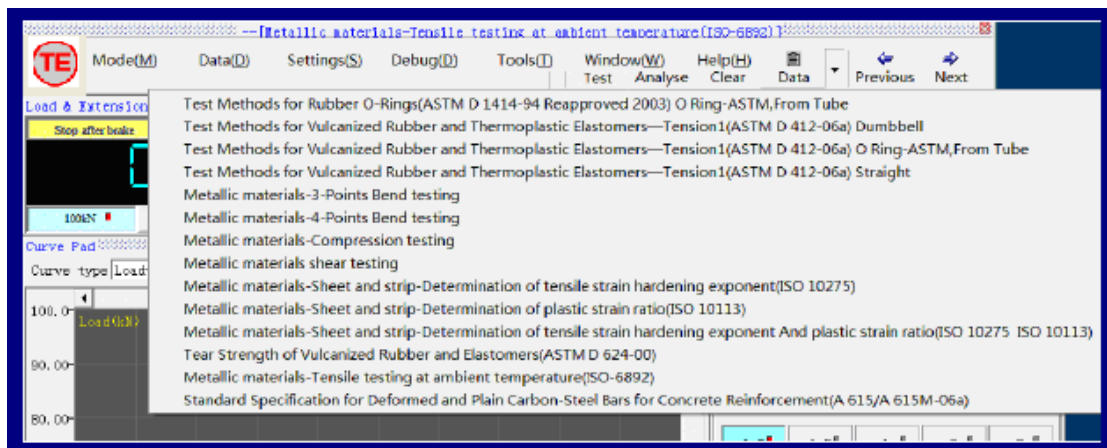 --[Metallic materials-Tensile testing at ambient temperature(ISO-6892)]
TE Mode(M) Data(D) Settings(S) Debug(D) Tools(T) Window(W) Help(H)
Test Analyse Clear Data Previous Next
Load & Extension
Stop after brake
100kN
Curve Pad
Curve type Load
100.0
Load(kN)
90.00
80.00
Test Methods for Rubber O-Rings(ASTM D 1414-94 Reapproved 2003) O Ring-ASTM,From Tube
Test Methods for Vulcanized Rubber and Thermoplastic Elastomers—Tension1(ASTM D 412-06a) Dumbbell
Test Methods for Vulcanized Rubber and Thermoplastic Elastomers—Tension1(ASTM D 412-06a) O Ring-ASTM,From Tube
Test Methods for Vulcanized Rubber and Thermoplastic Elastomers—Tension1(ASTM D 412-06a) Straight
Metallic materials-3-Points Bend testing
Metallic materials-4-Points Bend testing
Metallic materials-Compression testing
Metallic materials shear testing
Metallic materials-Sheet and strip-Determination of tensile strain hardening exponent(ISO 10275)
Metallic materials-Sheet and strip-Determination of plastic strain ratio(ISO 10113)
Metallic materials-Sheet and strip-Determination of tensile strain hardening exponent And plastic strain ratio(ISO 10275 ISO 10113)
Tear Strength of Vulcanized Rubber and Elastomers(ASTM D 624-00)
Metallic materials-Tensile testing at ambient temperature(ISO-6892)
Standard Specification for Deformed and Plain Carbon-Steel Bars for Concrete Reinforcement(A 615/A 615M-06a)